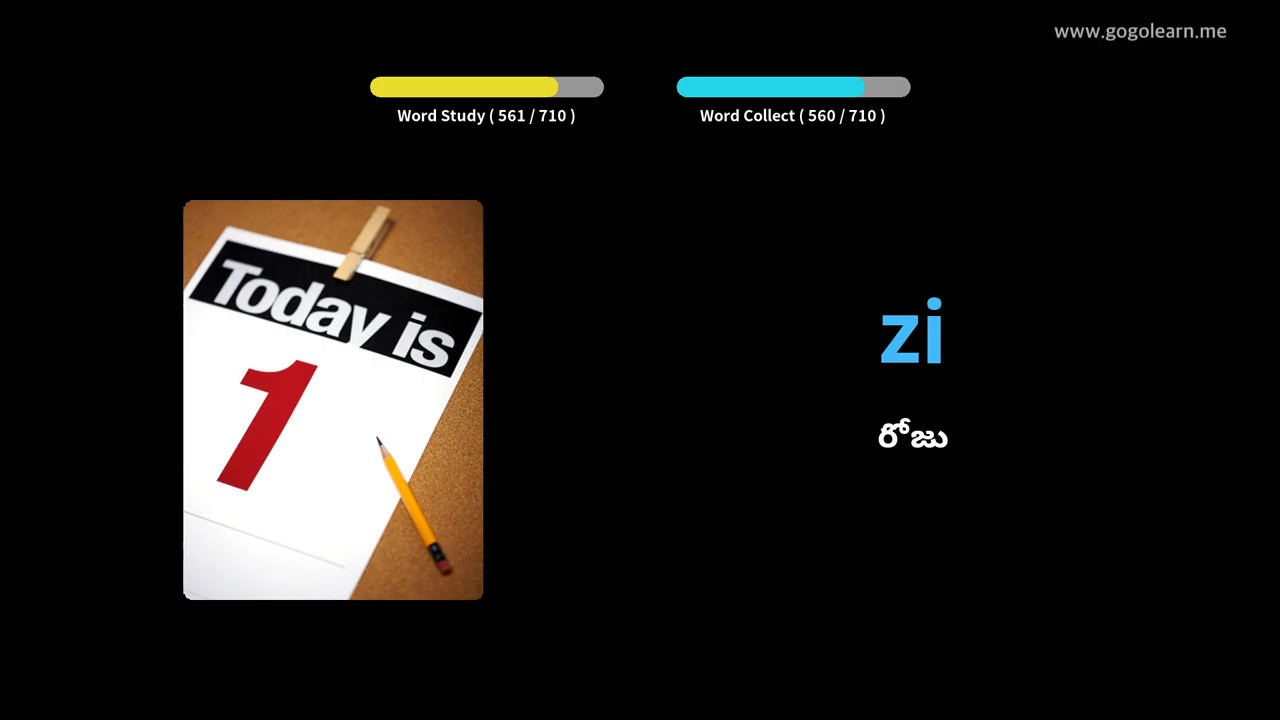 www.gogolearn.me
Word Study ( 561 / 710 )
Word Collect ( 560 / 710 )
Today is
1
zi
రోజు